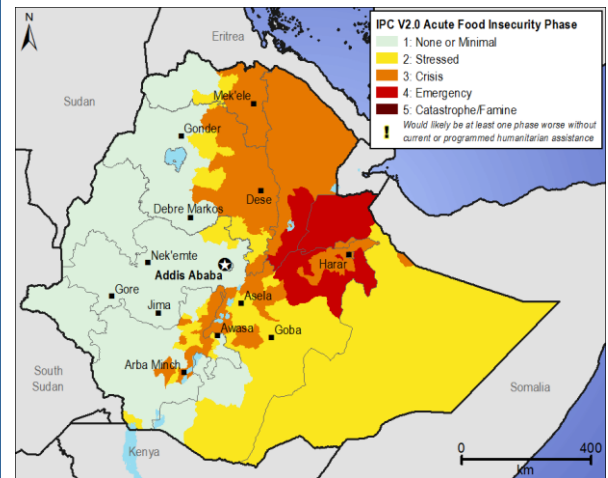 IPC V2.0 Acute Food Insecurity Phase
1: None or Minimal
2: Stressed
3: Crisis
4: Emergency
5: Catastrophe/Famine
! Would likely be at least one phase worse without
current or programmed humanitarian assistance
N
Eritrea
Sudan
Mek'ele
Gonder
Dese
Debre Markos
Nek'emte
Addis Ababa
Harar
Gore
Jima
Asela
Awasa
Goba
Arba Minch
South
Sudan
Somalia
Kenya
0 400
km